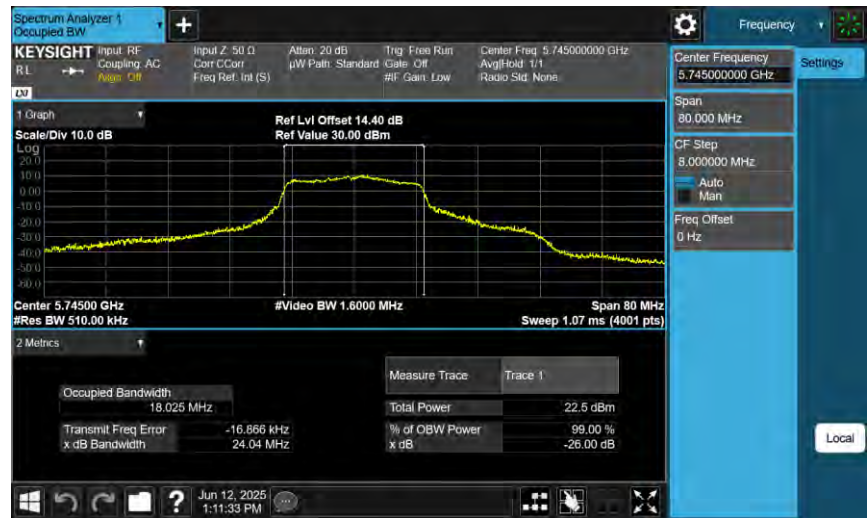 Spectrum Analyzer 1
Occupied BW
Frequency
KEYSIGHT
RL
LXI
Input: RF
Coupling: AC
Align: Off
Input Z: 50 Ω
Corr CCorr
Freq Ref: Int (S)
Atten: 20 dB
µW Path: Standard
Trig: Free Run
Gate: Off
#IF Gain: Low
Center Freq: 5.745000000 GHz
Avg|Hold: 1/1
Radio Std: None
Center Frequency
5.745000000 GHz
Settings
Span
80.000 MHz
CF Step
8.000000 MHz
Auto
Man
Freq Offset
0 Hz
Local
1 Graph
Scale/Div 10.0 dB
Ref Lvl Offset 14.40 dB
Ref Value 30.00 dBm
Log
20.0
10.0
0.00
-10.0
-20.0
-30.0
-40.0
-50.0
-60.0
Center 5.74500 GHz
#Video BW 1.6000 MHz
Span 80 MHz
#Res BW 510.00 kHz
Sweep 1.07 ms (4001 pts)
2 Metrics
Measure Trace
Trace 1
Occupied Bandwidth
18.025 MHz
Total Power
22.5 dBm
Transmit Freq Error
-16.866 kHz
% of OBW Power
99.00 %
x dB Bandwidth
24.04 MHz
x dB
-26.00 dB
?
Jun 12, 2025
1:11:33 PM